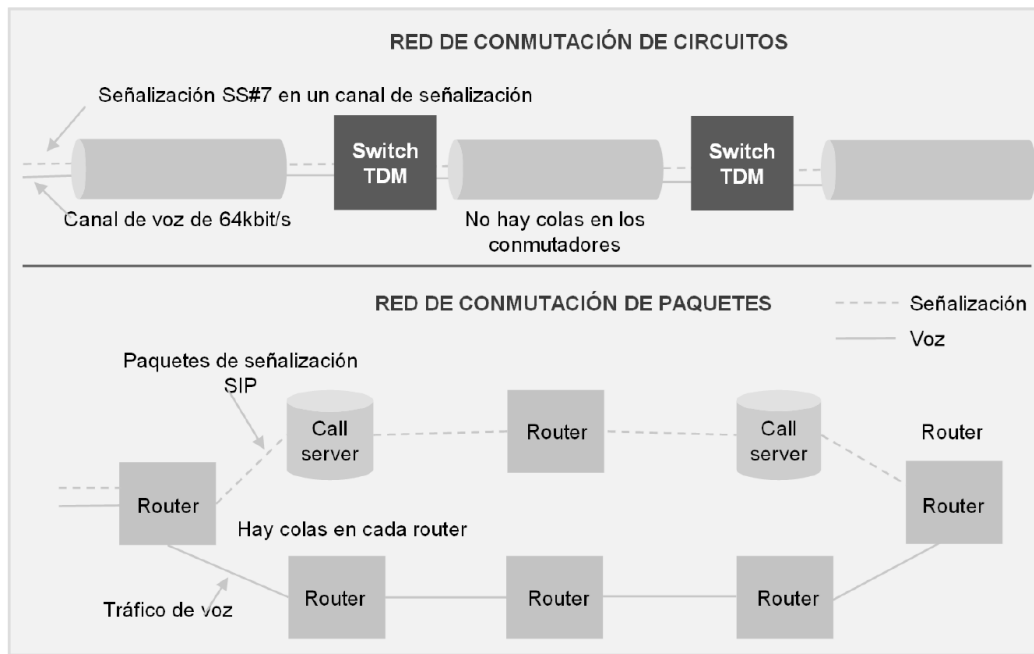 RED DE CONMUTACIÓN DE CIRCUITOS
Señalización SS#7 en un canal de señalización
Switch
TDM
Switch
TDM
Canal de voz de 64kbit/s
No hay colas en los
conmutadores
RED DE CONMUTACIÓN DE PAQUETES
Señalización
Voz
Paquetes de señalización
SIP
Call
server
Router
Call
server
Router
Router
Router
Hay colas en cada router
Tráfico de voz
Router
Router
Router